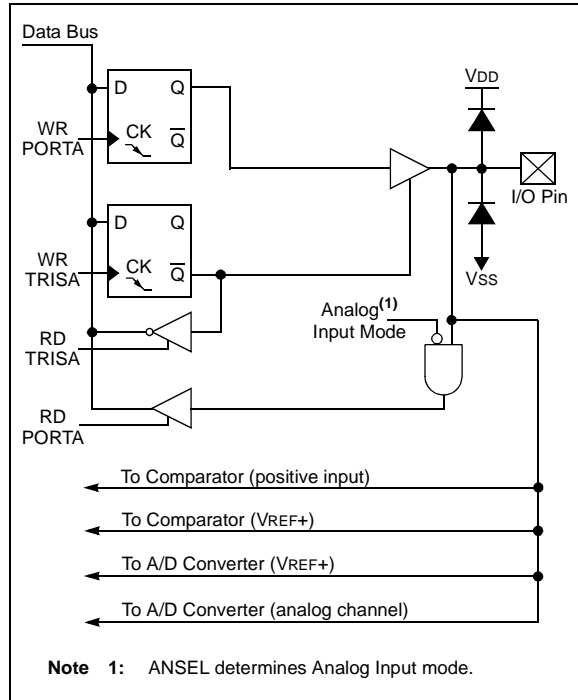 Data Bus
D Q
WR
PORTA
CK
Q
VDD
I/O Pin
D Q
WR
TRISA
CK
Q
VSS
Analog(1)
Input Mode
RD
TRISA
RD
PORTA
To Comparator (positive input)
To Comparator (VREF+)
To A/D Converter (VREF+)
To A/D Converter (analog channel)
Note 1: ANSEL determines Analog Input mode.